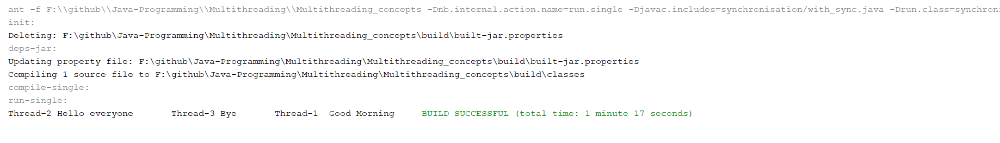 ant -f F:\\github\\Java-Programming\\Multithreading\\Multithreading_concepts -Dnb.internal.action.name=run.single -Djavac.includes=synchronisation/with_sync.java -Drun.class=synchroni
init:
Deleting: F:\github\Java-Programming\Multithreading\Multithreading_concepts\build\built-jar.properties
deps-jar:
Updating property file: F:\github\Java-Programming\Multithreading\Multithreading_concepts\build\built-jar.properties
Compiling 1 source file to F:\github\Java-Programming\Multithreading\Multithreading_concepts\build\classes
compile-single:
run-single:
Thread-2 Hello everyone       Thread-3 Bye       Thread-1  Good Morning     BUILD SUCCESSFUL (total time: 1 minute 17 seconds)